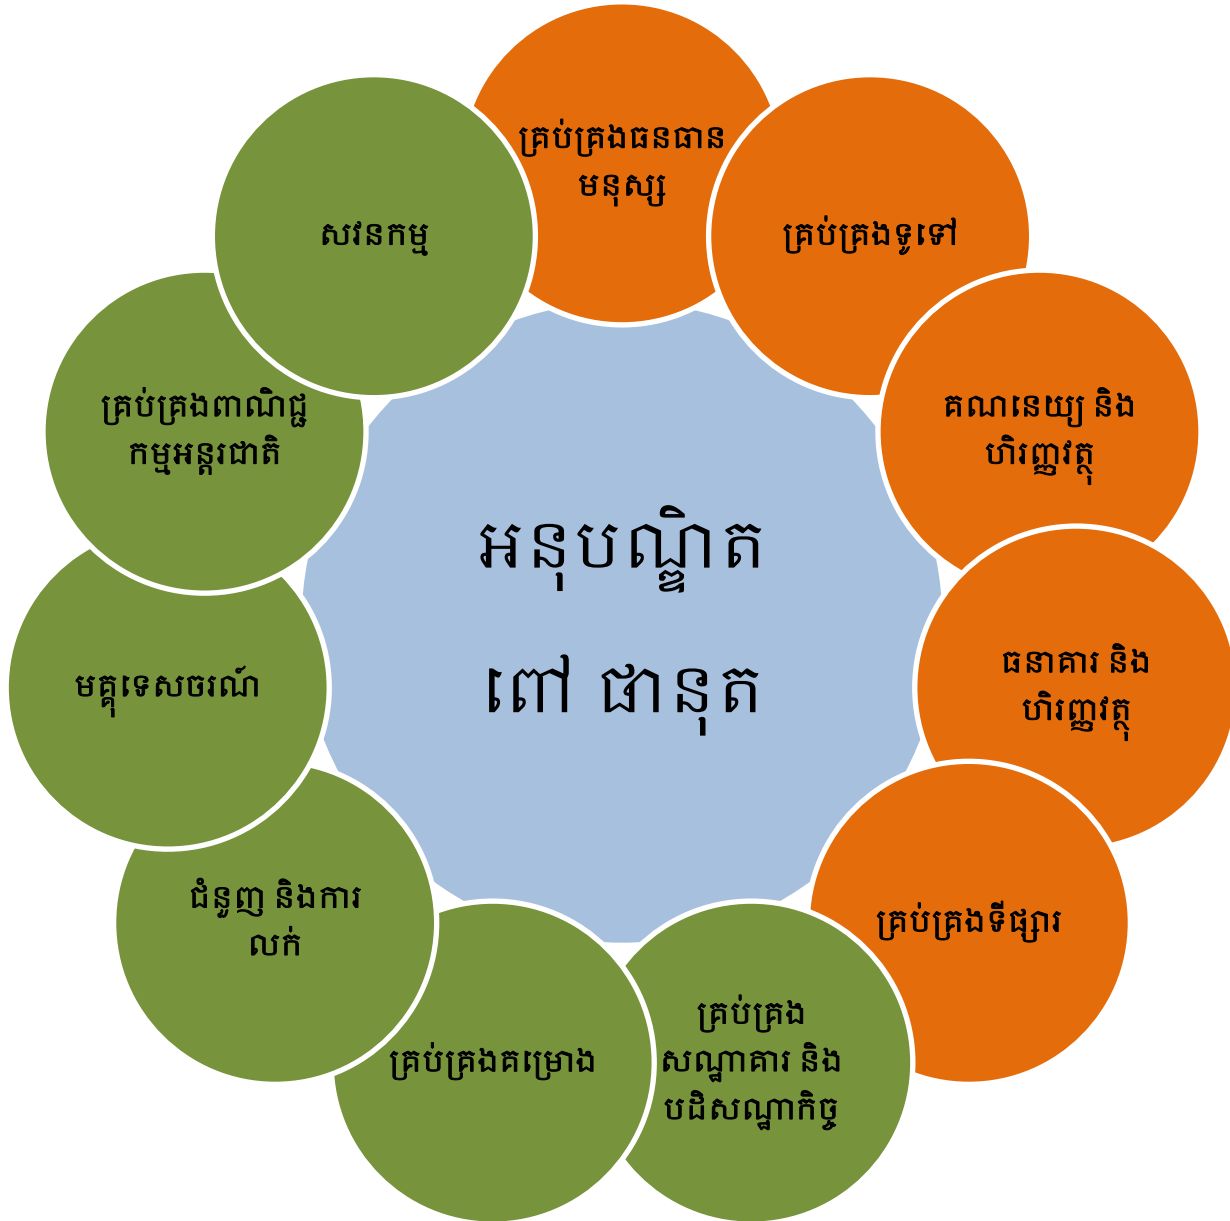 គ្រប់គ្រងធនធាន
មនុស្ស
គ្រប់គ្រងទូទៅ
គណនេយ្យ និង
ហិរញ្ញវត្ថុ
ធនាគារ និង
ហិរញ្ញវត្ថុ
គ្រប់គ្រងទីផ្សារ
គ្រប់គ្រង
សណ្ឋាគារ និង
បដិសណ្ឋាកិច្ច
គ្រប់គ្រងគម្រោង
ជំនួញ និងការ
លក់
មគ្គុទេសចរណ៍
គ្រប់គ្រងពាណិជ្ជ
កម្មអន្តរជាតិ
សវនកម្ម
អនុបណ្ឌិត
ពៅ ផានុត